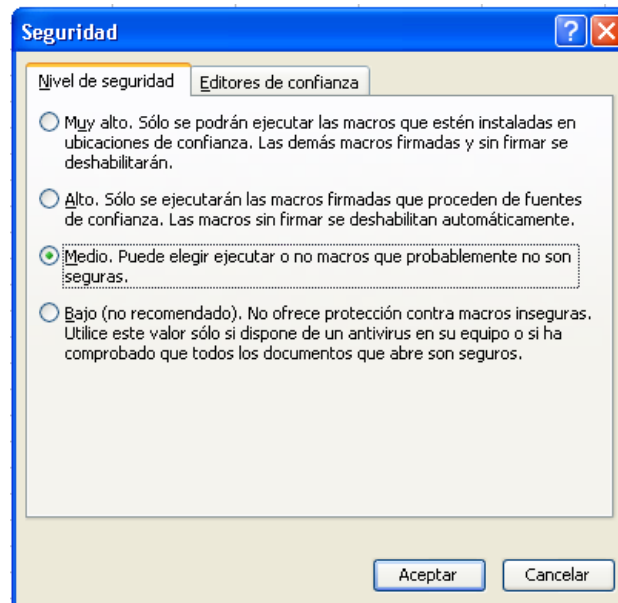 Seguridad
Nivel de seguridad
Editores de confianza
Muy alto. Sólo se podrán ejecutar las macros que estén instaladas en
ubicaciones de confianza. Las demás macros firmadas y sin firmar se
deshabilitarán.
Alto. Sólo se ejecutarán las macros firmadas que proceden de fuentes
de confianza. Las macros sin firmar se deshabilitan automáticamente.
Medio. Puede elegir ejecutar o no macros que probablemente no son
seguras.
Bajo (no recomendado). No ofrece protección contra macros inseguras.
Utilice este valor sólo si dispone de un antivirus en su equipo o si ha
comprobado que todos los documentos que abre son seguros.
Aceptar
Cancelar